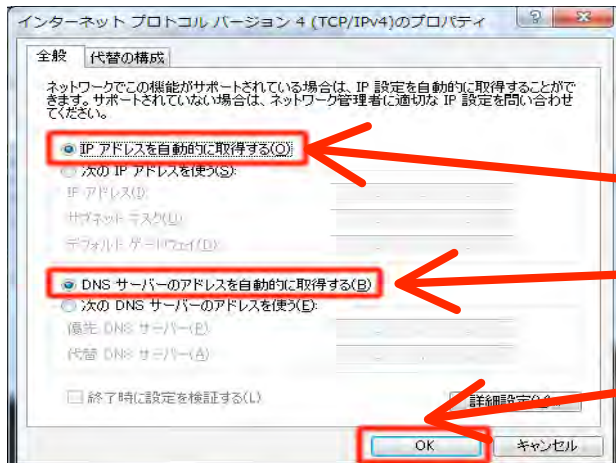 インターネット プロトコル バージョン 4 (TCP/IPv4)のプロパティ
全般
代替の構成
ネットワークでこの機能がサポートされている場合は、IP 設定を自動的に取得することがで
きます。サポートされていない場合は、ネットワーク管理者に適切な IP 設定を問い合わせ
てください。
IP アドレスを自動的に取得する(O)
次の IP アドレスを使う(S):
IP アドレス(I):
サブネット マスク(U):
デフォルト ゲートウェイ(D):
DNS サーバーのアドレスを自動的に取得する(B)
次の DNS サーバーのアドレスを使う(E):
優先 DNS サーバー(P):
代替 DNS サーバー(A):
終了時に設定を検証する(L)
詳細設定
OK
キャンセル